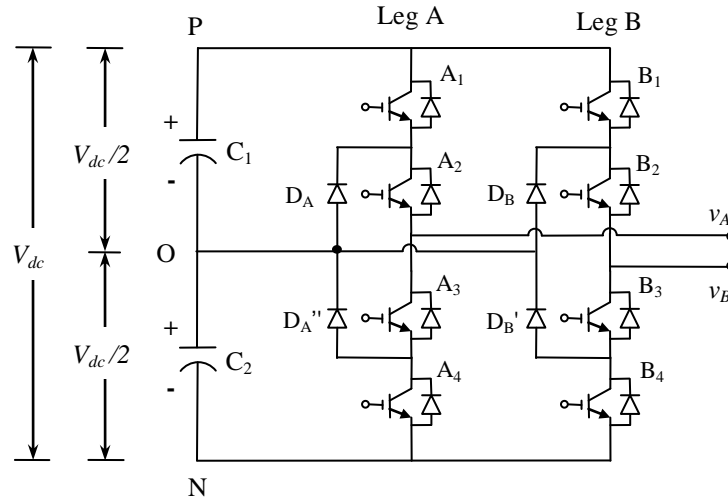 P
Leg A
Leg B
A1
B1
+
Vdc/2
C1
-
A2
B2
DA
DB
vA
Vdc
O
vB
A3
B3
+
DA''
DB'
Vdc/2
C2
-
A4
B4
N